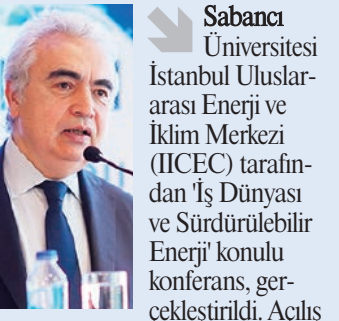 Sabancı
Üniversitesi
İstanbul Uluslar-
arası Enerji ve
İklim Merkezi
(IICEC) tarafın-
dan 'İş Dünyası
ve Sürdürülebilir
Enerji' konulu
konferans, ger-
çekleştirildi. Açılış